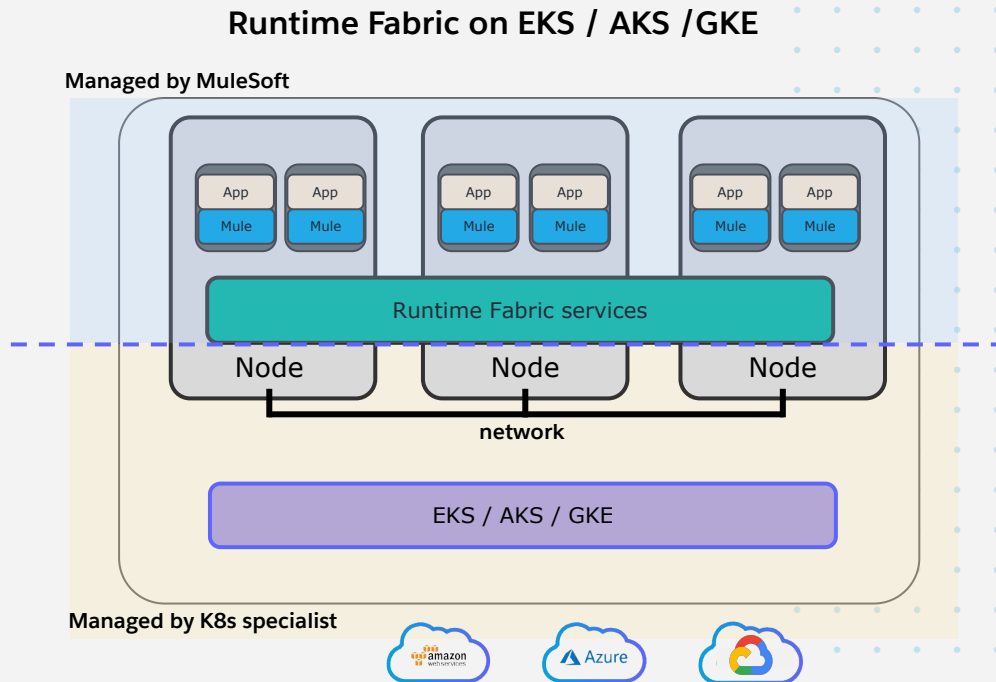 Runtime Fabric on EKS / AKS /GKE
Managed by MuleSoft
App App App App App App
Mule Mule Mule Mule Mule Mule
Runtime Fabric services
Node Node Node
network
EKS / AKS / GKE
Managed by K8s specialist
amazon
webservices
Azure